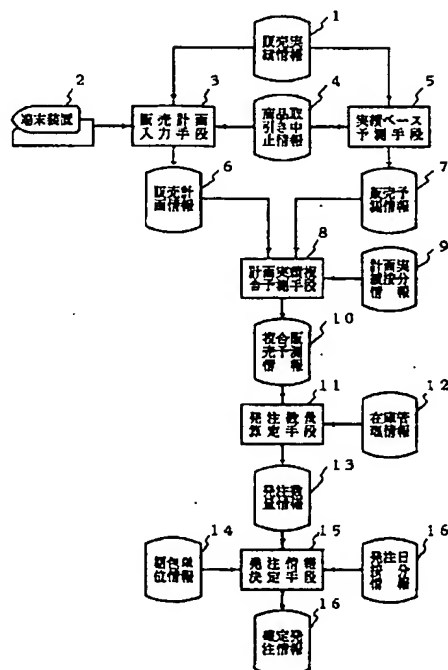 1
販売実
績情報
2
端末装置
3
販売計画
入力手段
4
商品取
引き中
止情報
5
実績ベース
予測手段
6
販売計
画情報
7
販売予
測情報
8
計画実績複
合予測手段
9
計画実
績按分
情報
10
複合販
売予測
情報
11
発注数量
算定手段
12
在庫管
理情報
13
発注数
量情報
14
梱包単
位情報
15
発注情報
決定手段
16
発注日
按分
情報
16
確定発
注情報